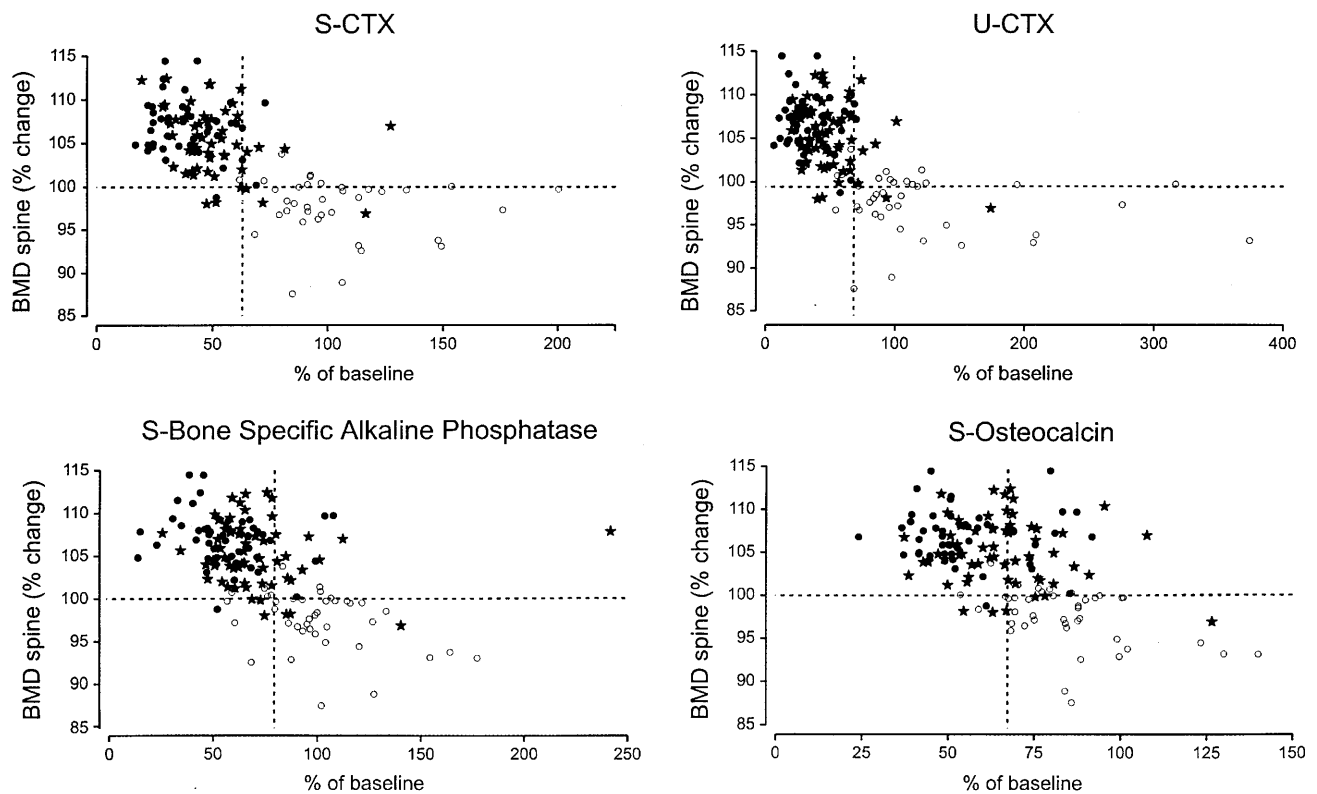 S-CTX
BMD spine (% change)
115
110
105
100
95
90
85
0 50 100 150 200
% of baseline
U-CTX
BMD spine (% change)
115
110
105
100
95
90
85
0 100 200 300 400
% of baseline
S-Bone Specific Alkaline Phosphatase
BMD spine (% change)
115
110
105
100
95
90
85
0 50 100 150 200 250
% of baseline
S-Osteocalcin
BMD spine (% change)
115
110
105
100
95
90
85
0 25 50 75 100 125 150
% of baseline